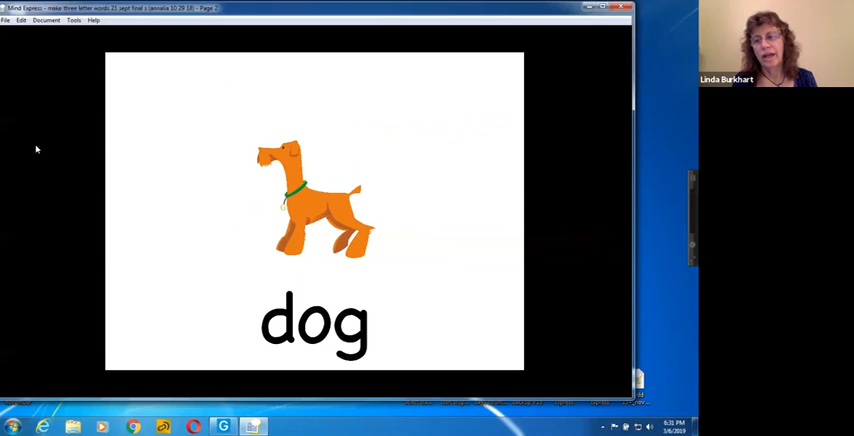 Mind Express - make three letter words 21 sept final s (annalia 10 29 18) - Page 2
File Edit Document Tools Help
Linda Burkhart
dog
6:31 PM
3/6/2019